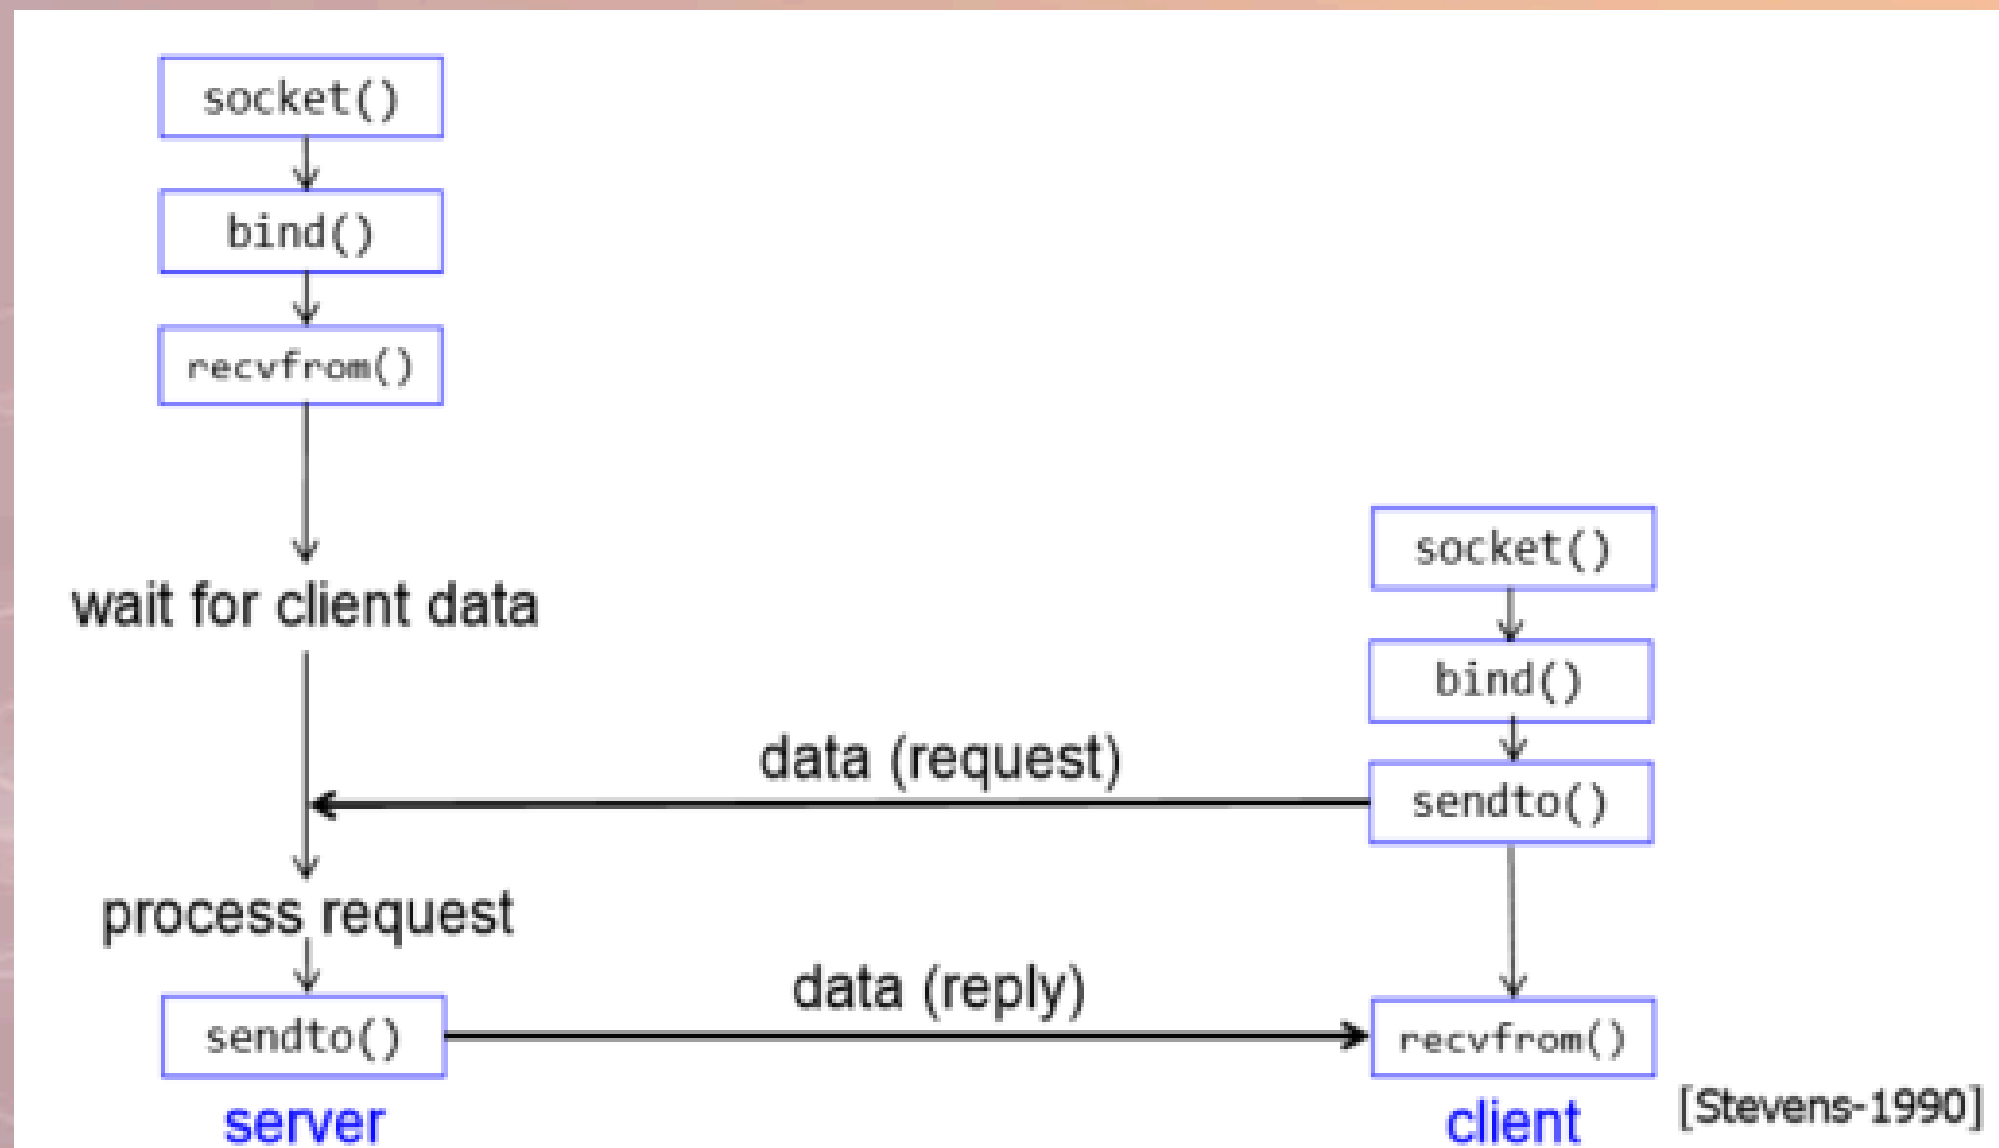 socket()
bind()
recvfrom()
wait for client data
process request
sendto()
server
data (request)
data (reply)
socket()
bind()
sendto()
recvfrom()
client
[Stevens-1990]